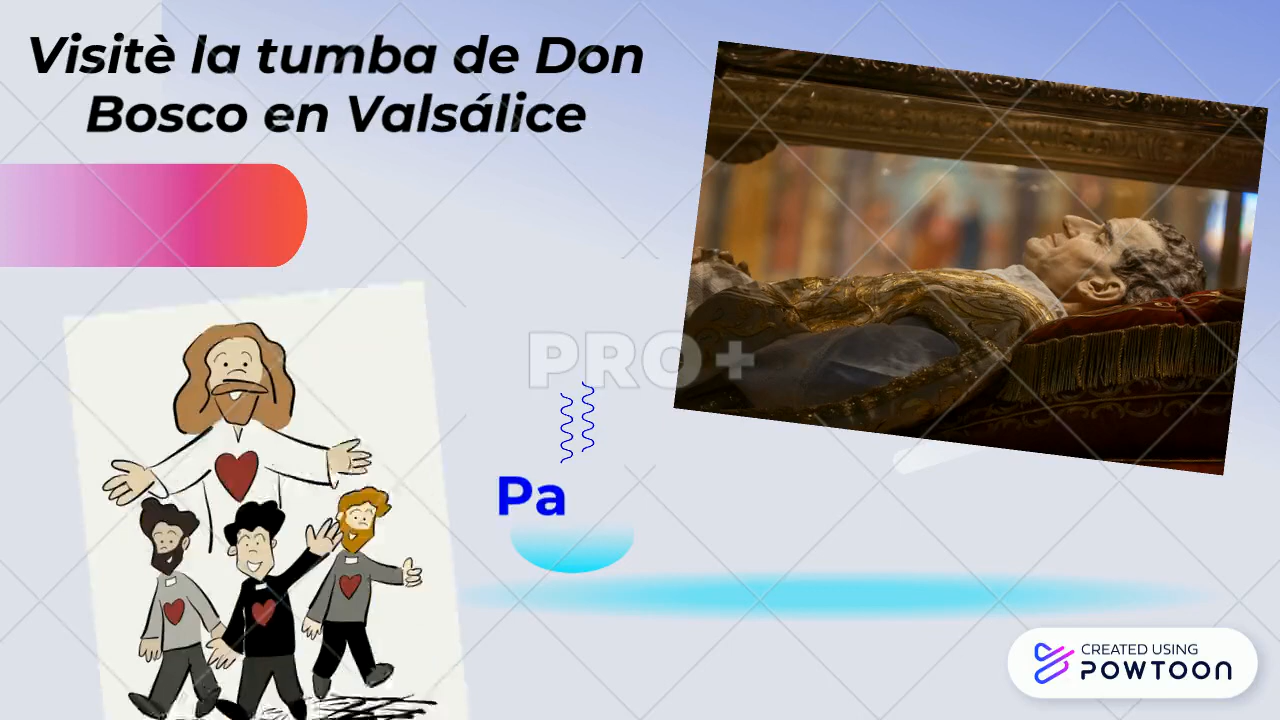 Visitè la tumba de Don
Bosco en Valsálice
PRO+
Pa
CREATED USING
POWTOON